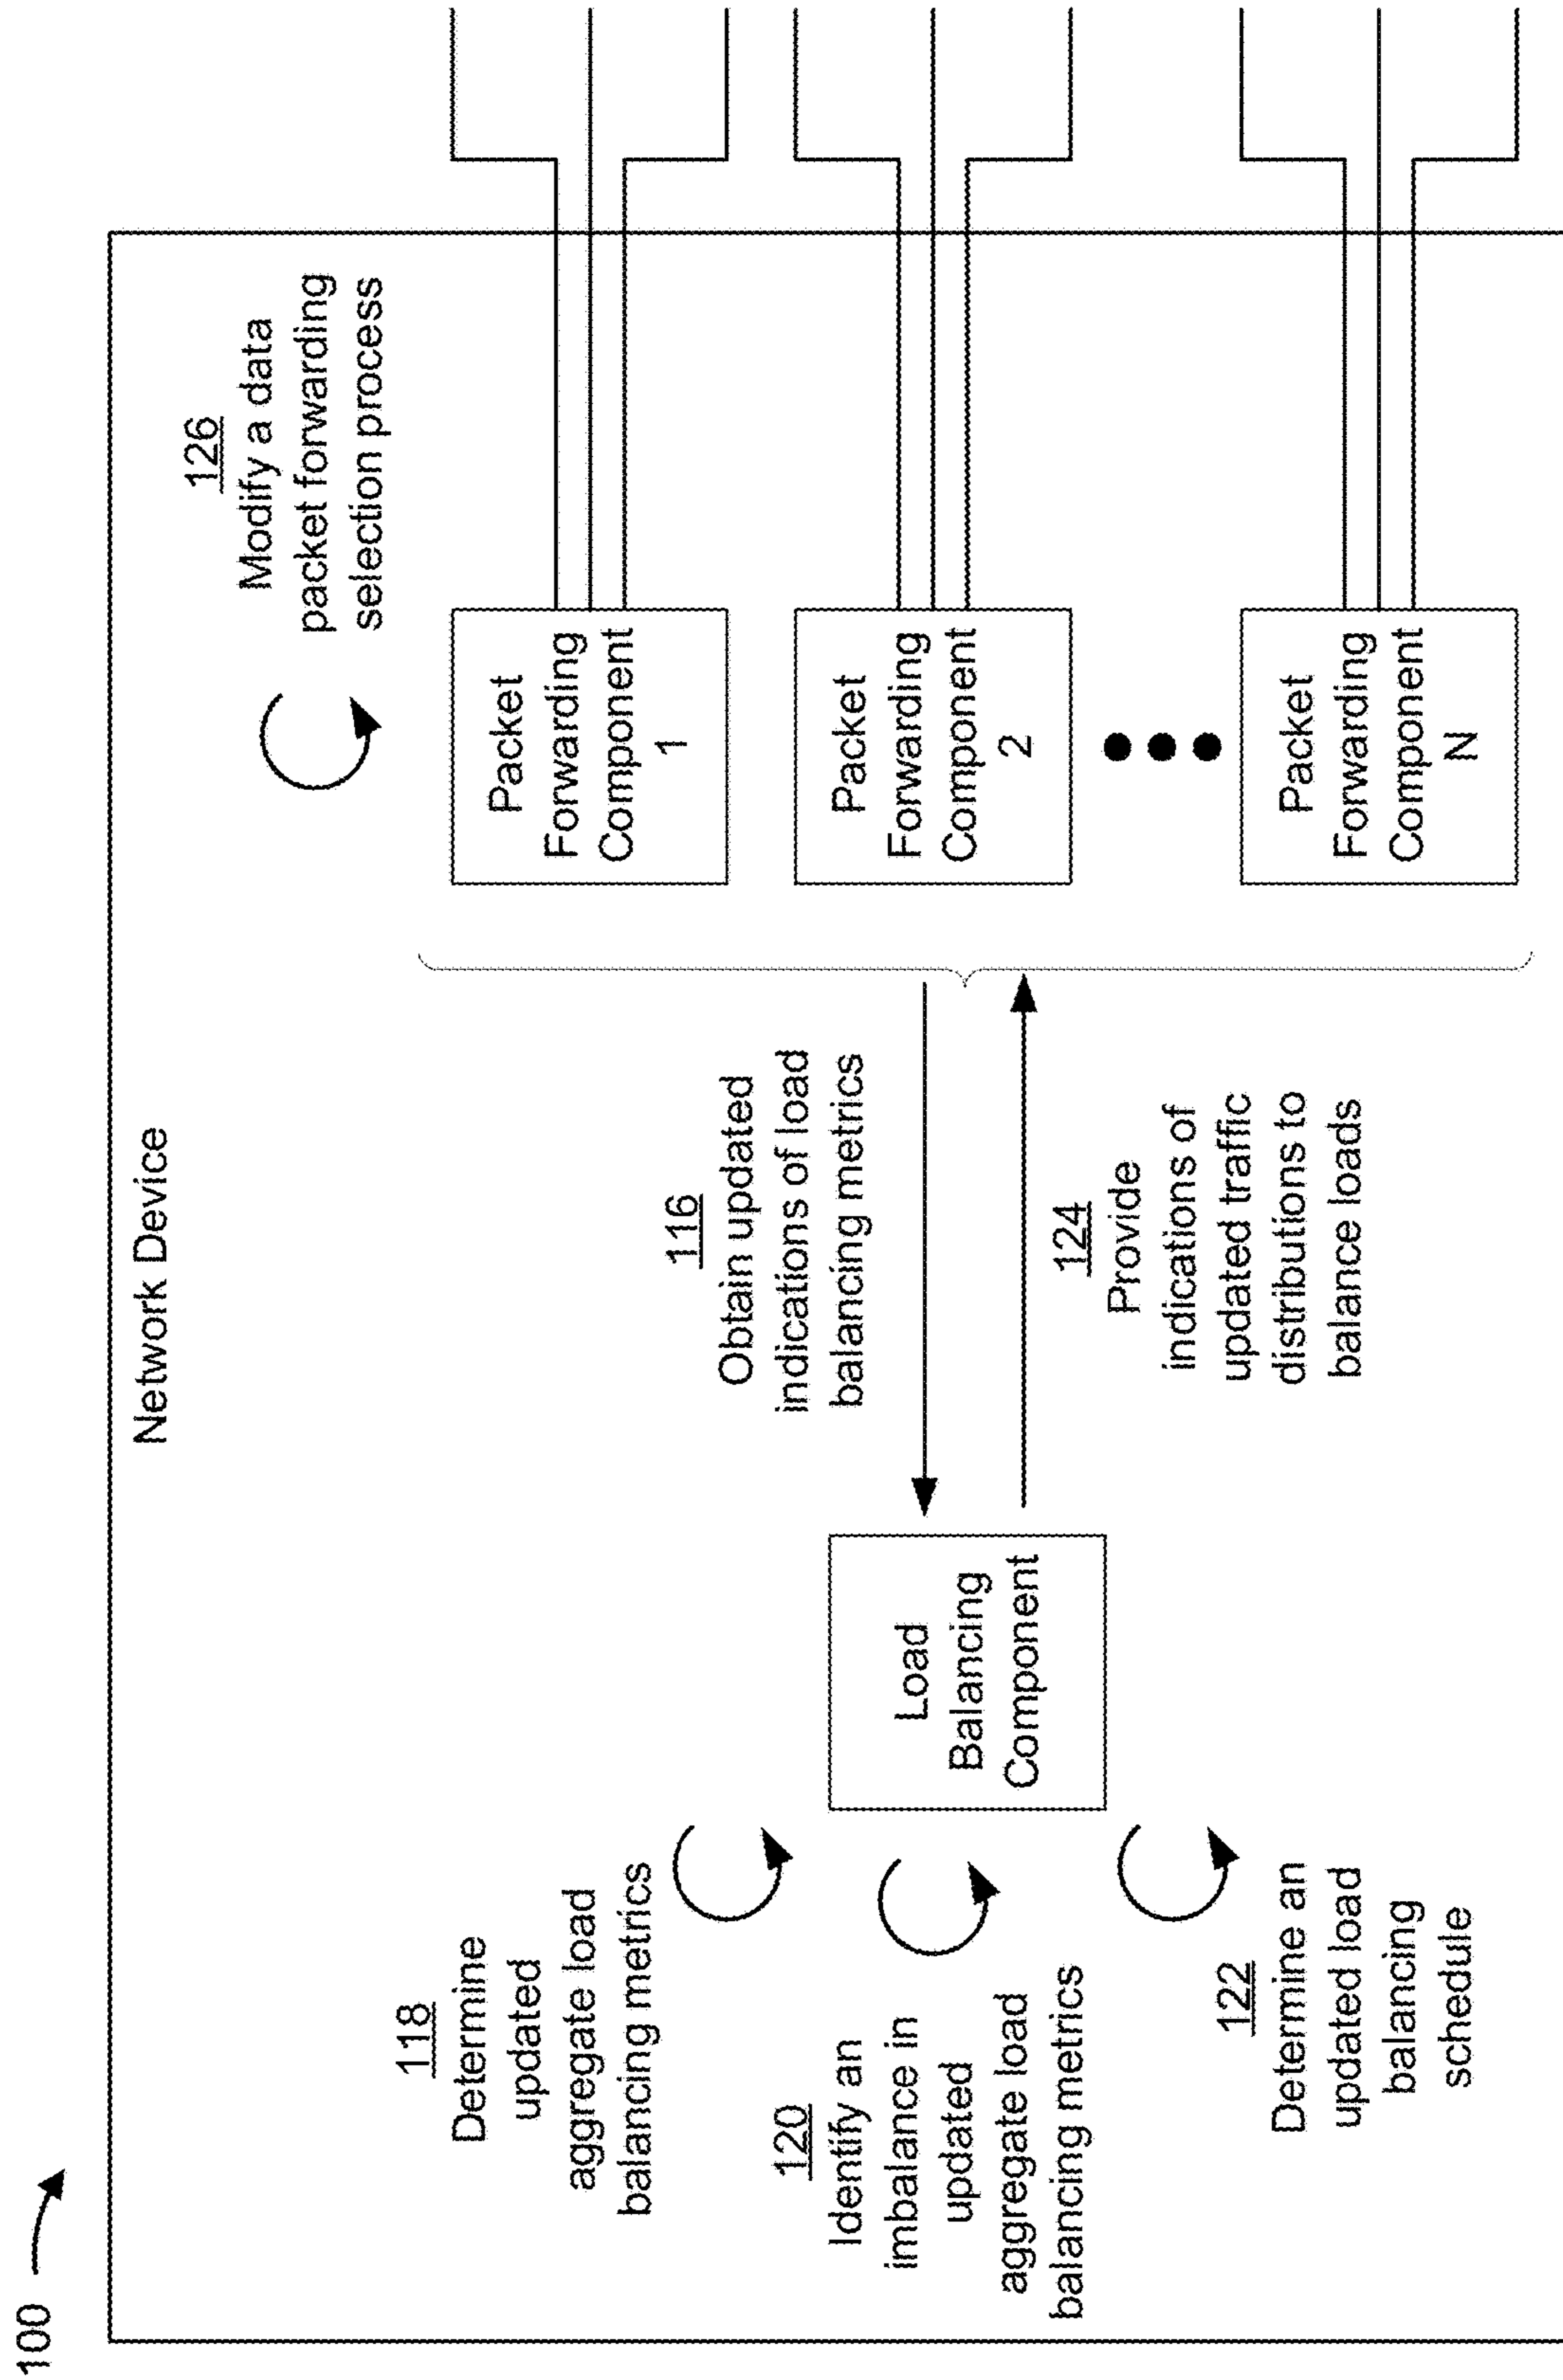 100
Network Device
118
Determine
updated
aggregate load
balancing metrics
120
Identify an
imbalance in
updated
aggregate load
balancing metrics
122
Determine an
updated load
balancing
schedule
Load
Balancing
Component
116
Obtain updated
indications of load
balancing metrics
124
Provide
indications of
updated traffic
distributions to
balance loads
126
Modify a data
packet forwarding
selection process
Packet
Forwarding
Component
1
Packet
Forwarding
Component
2
Packet
Forwarding
Component
N